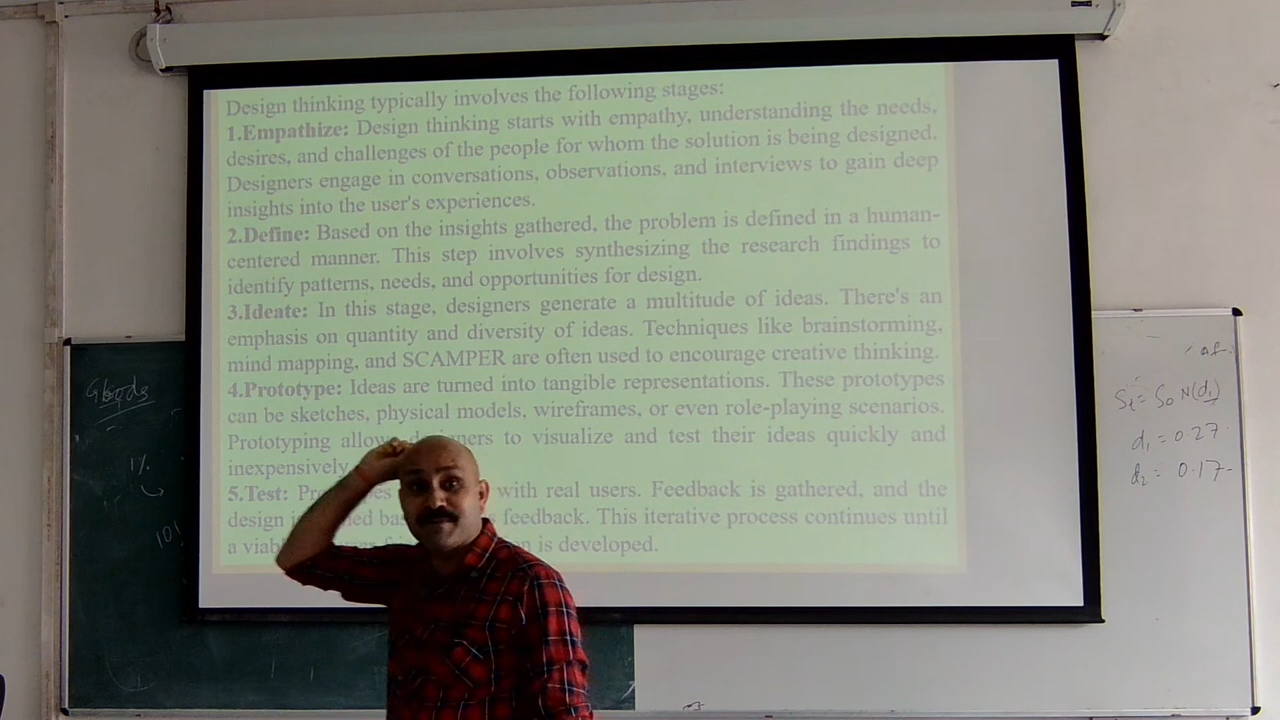 Design thinking typically involves the following stages:
1.Empathize: Design thinking starts with empathy, understanding the needs,
desires, and challenges of the people for whom the solution is being designed.
Designers engage in conversations, observations, and interviews to gain deep
insights into the user's experiences.
2.Define: Based on the insights gathered, the problem is defined in a human-
centered manner. This step involves synthesizing the research findings to
identify patterns, needs, and opportunities for design.
3.Ideate: In this stage, designers generate a multitude of ideas. There's an
emphasis on quantity and diversity of ideas. Techniques like brainstorming,
mind mapping, and SCAMPER are often used to encourage creative thinking.
4.Prototype: Ideas are turned into tangible representations. These prototypes
can be sketches, physical models, wireframes, or even role-playing scenarios.
Prototyping to visualize and test their ideas quickly and
inexpensively
5.Test: with real users. Feedback is gathered, and the
design feedback. This iterative process continues until
a is developed.
1%
S₀ N(d₁)
d₁ = 0.27
d₂ = 0.17